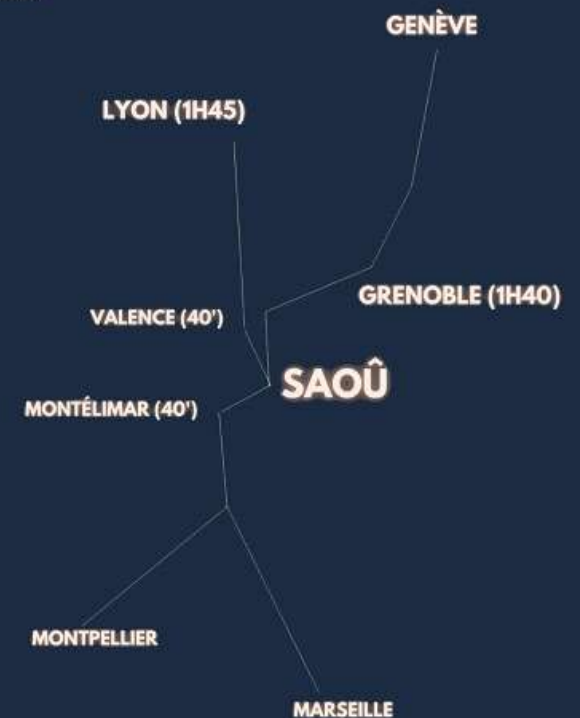 GENÈVE
LYON (1H45)
GRENOBLE (1H40)
VALENCE (40')
SAOÛ
MONTÉLIMAR (40')
MONTPELLIER
MARSEILLE